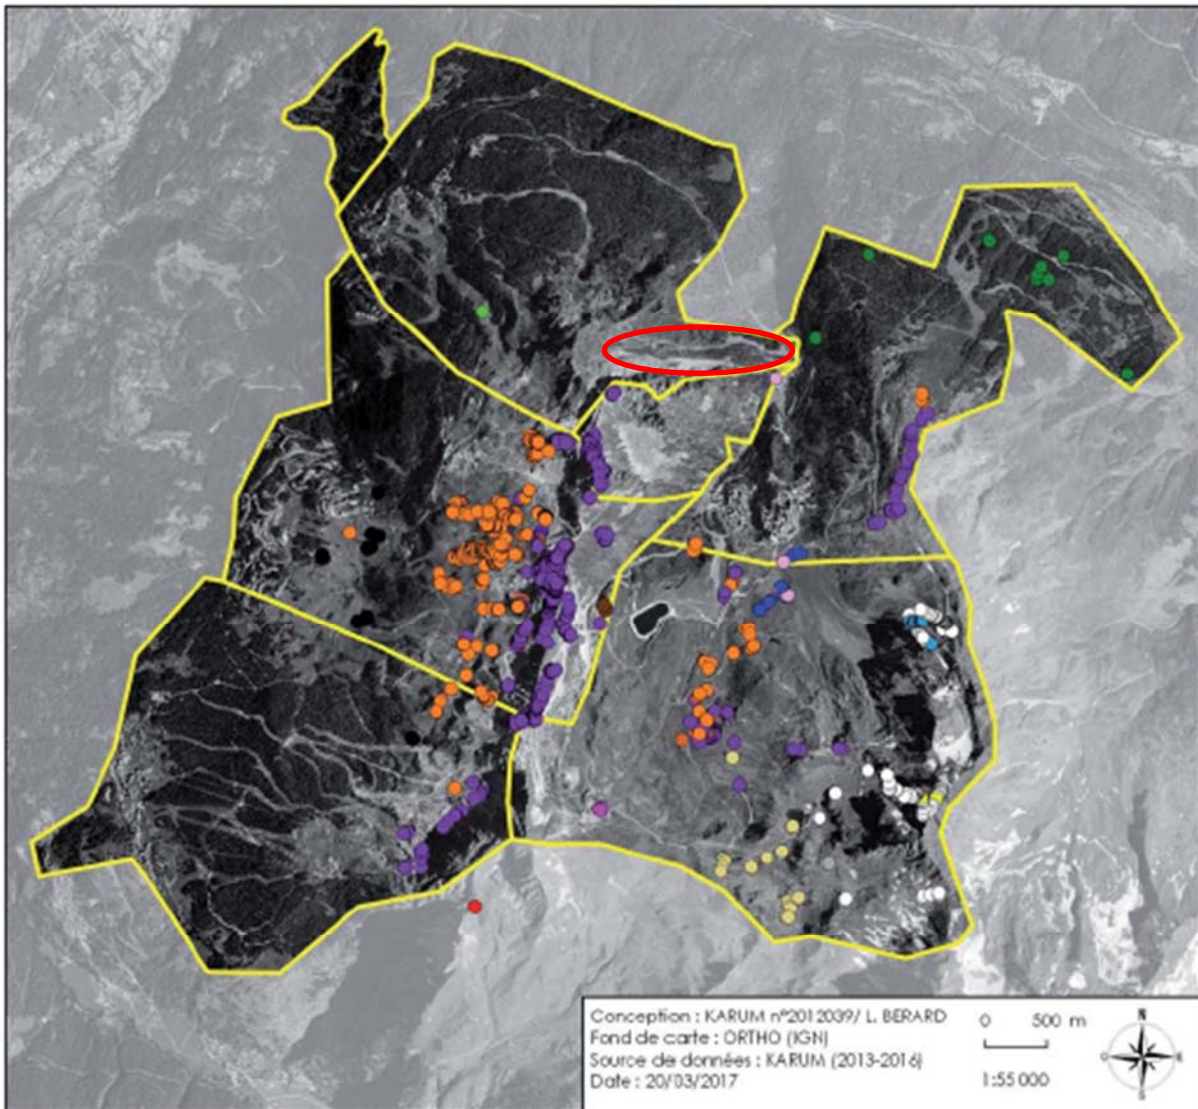 Conception : KARUM n°2012039/ L. BERARD
Fond de carte : ORTHO (IGN)
Source de données : KARUM (2013-2016)
Date : 20/03/2017
0 500 m
1:55 000
N
O E
S